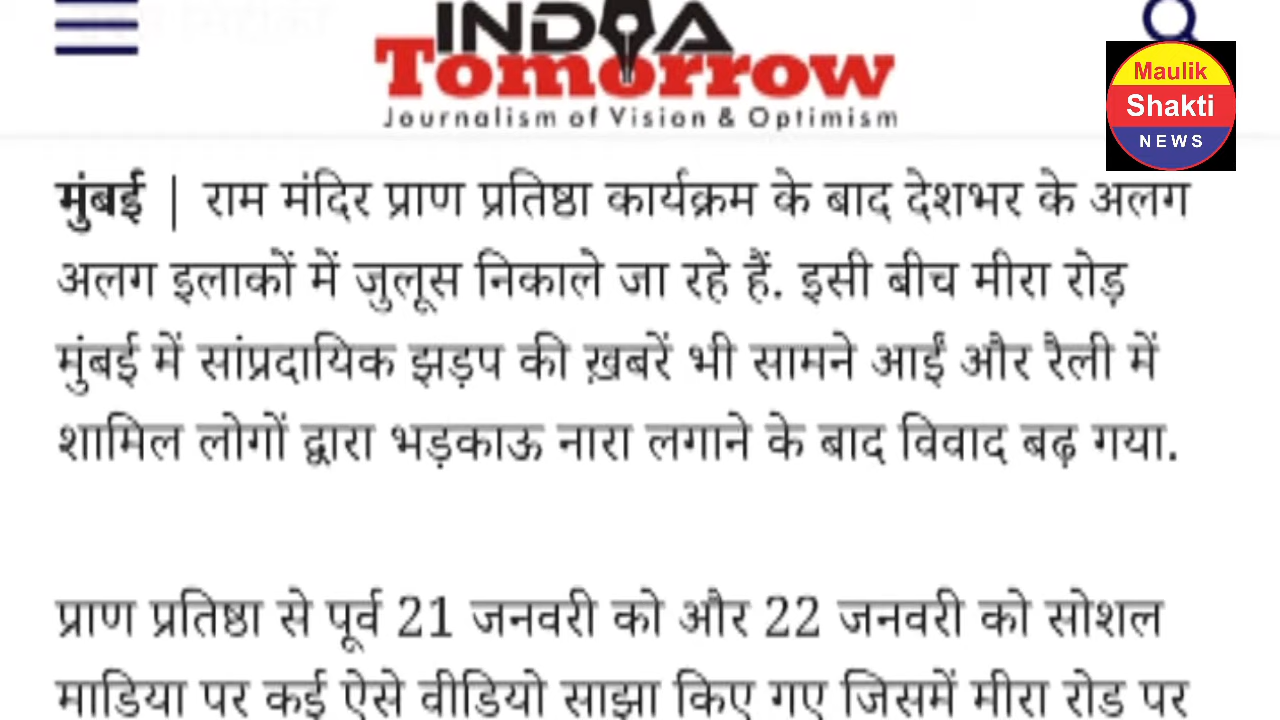 INDIA
Tomorrow
Journalism of Vision & Optimism
Maulik
Shakti
NEWS
मुंबई | राम मंदिर प्राण प्रतिष्ठा कार्यक्रम के बाद देशभर के अलग
अलग इलाकों में जुलूस निकाले जा रहे हैं. इसी बीच मीरा रोड़
मुंबई में सांप्रदायिक झड़प की ख़बरें भी सामने आईं और रैली में
शामिल लोगों द्वारा भड़काऊ नारा लगाने के बाद विवाद बढ़ गया.
प्राण प्रतिष्ठा से पूर्व 21 जनवरी को और 22 जनवरी को सोशल
माडिया पर कई ऐसे वीडियो साझा किए गए जिसमें मीरा रोड पर